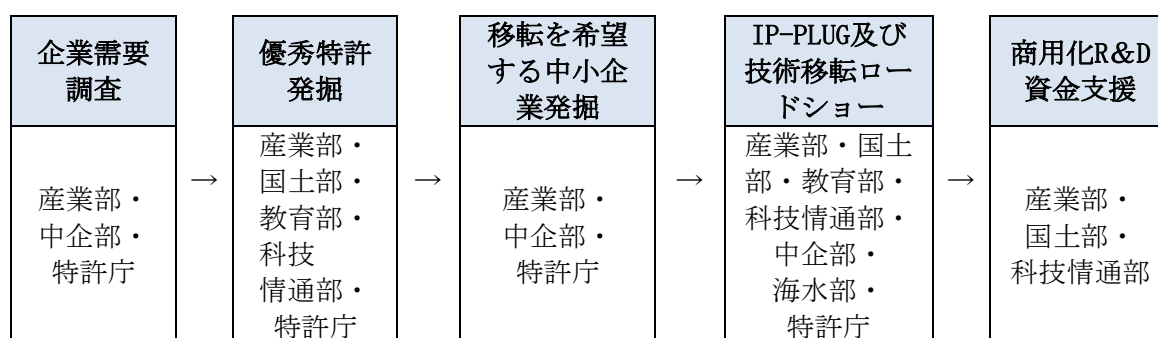 企業需要
調査
産業部・
中企部・
特許庁
→
優秀特許
発掘
産業部・
国土部・
教育部・
科技
情通部・
特許庁
→
移転を希望
する中小企
業発掘
産業部・
中企部・
特許庁
→
IP-PLUG及び
技術移転ロー
ドショー
産業部・国土
部・教育部・
科技情通部・
中企部・
海水部・
特許庁
→
商用化R&D
資金支援
産業部・
国土部・
科技情通部